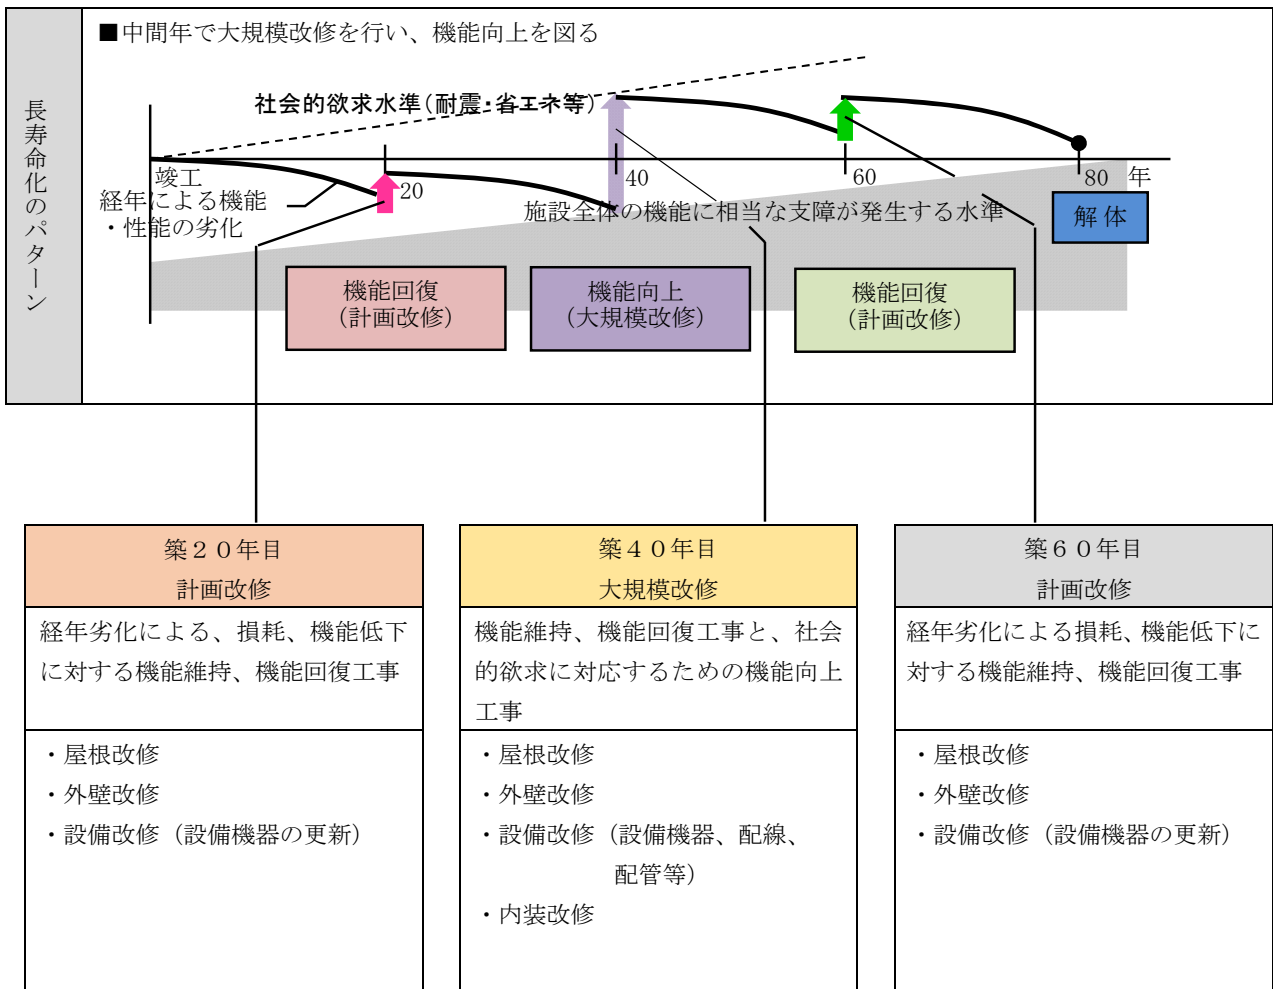 長寿命化のパターン
■中間年で大規模改修を行い、機能向上を図る
社会的欲求水準（耐震・省エネ等）
竣工
20
40
60
80
年
経年による機能
・性能の劣化
施設全体の機能に相当な支障が発生する水準
解体
機能回復
（計画改修）
機能向上
（大規模改修）
機能回復
（計画改修）
築２０年目
計画改修
経年劣化による、損耗、機能低下
に対する機能維持、機能回復工事
・屋根改修
・外壁改修
・設備改修（設備機器の更新）
築４０年目
大規模改修
機能維持、機能回復工事と、社会
的欲求に対応するための機能向上
工事
・屋根改修
・外壁改修
・設備改修（設備機器、配線、
配管等）
・内装改修
築６０年目
計画改修
経年劣化による損耗、機能低下に
対する機能維持、機能回復工事
・屋根改修
・外壁改修
・設備改修（設備機器の更新）